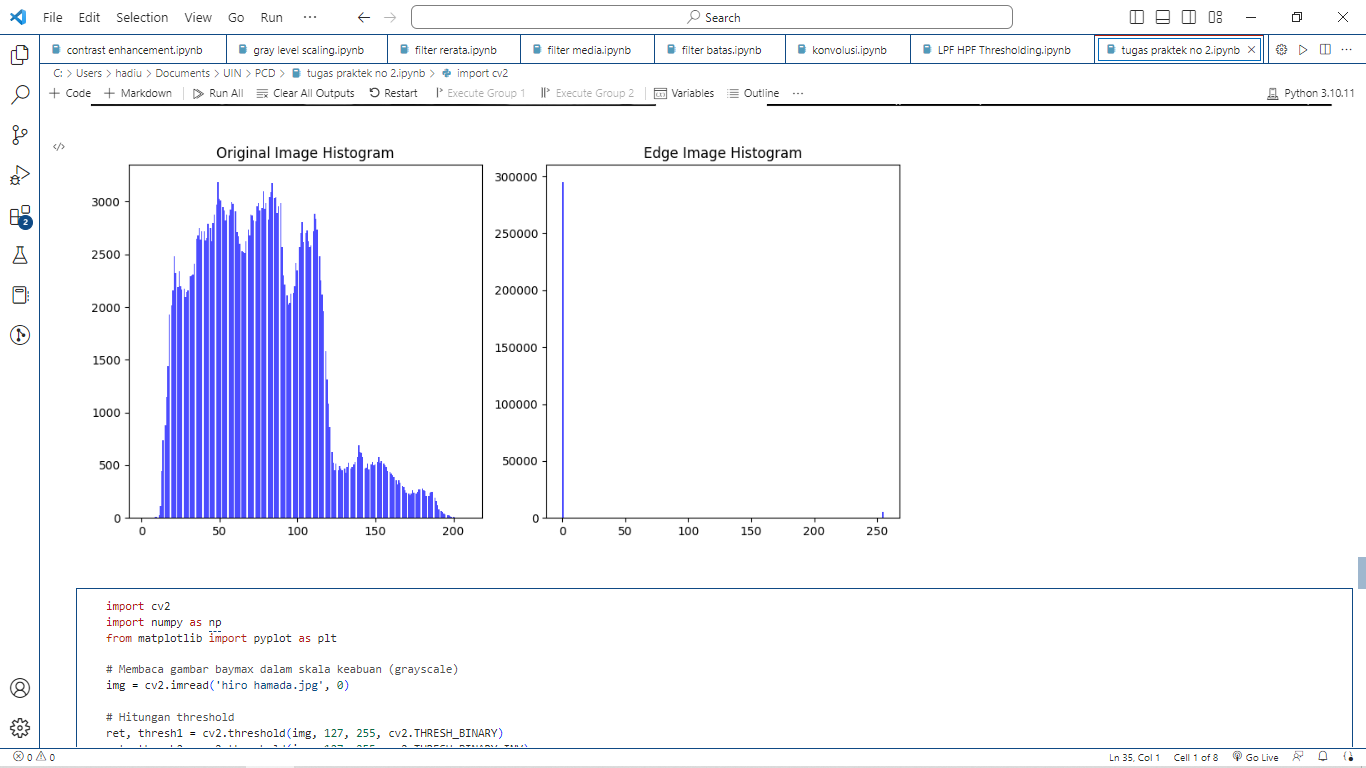 File Edit Selection View Go Run ··· Search
contrast enhancement.ipynb gray level scaling.ipynb filter rerata.ipynb filter media.ipynb filter batas.ipynb konvolusi.ipynb LPF HPF Thresholding.ipynb tugas praktek no 2.ipynb
C: > Users > hadiu > Documents > UIN > PCD > tugas praktek no 2.ipynb > import cv2
+ Code + Markdown Run All Clear All Outputs Restart Execute Group 1 Execute Group 2 Variables Outline ··· Python 3.10.11
Original Image Histogram
3000
2500
2000
1500
1000
500
0
0 50 100 150 200
Edge Image Histogram
300000
250000
200000
150000
100000
50000
0
0 50 100 150 200 250
2
import cv2
import numpy as np
from matplotlib import pyplot as plt
# Membaca gambar baymax dalam skala keabuan (grayscale)
img = cv2.imread('hiro hamada.jpg', 0)
# Hitungan threshold
ret, thresh1 = cv2.threshold(img, 127, 255, cv2.THRESH_BINARY)
0 0 Ln 35, Col 1 Cell 1 of 8 Go Live